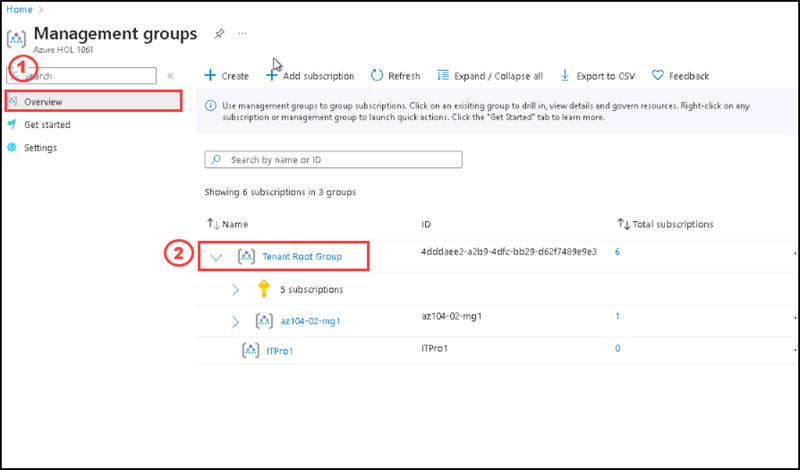 Home >
Management groups
Azure HOL 1061
1
Search
«
+ Create + Add subscription Refresh Expand / Collapse all Export to CSV Feedback
Overview
Get started
Settings
Use management groups to group subscriptions. Click on an exisiting group to drill in, view details and govern resources. Right-click on any
subscription or management group to launch quick actions. Click the "Get Started" tab to learn more.
Search by name or ID
Showing 6 subscriptions in 3 groups
Name ID Total subscriptions
2 Tenant Root Group 4dddaee2-a2b9-4dfc-bb29-d62f7489e9e3 6
5 subscriptions
az104-02-mg1 az104-02-mg1 1
ITPro1 ITPro1 0